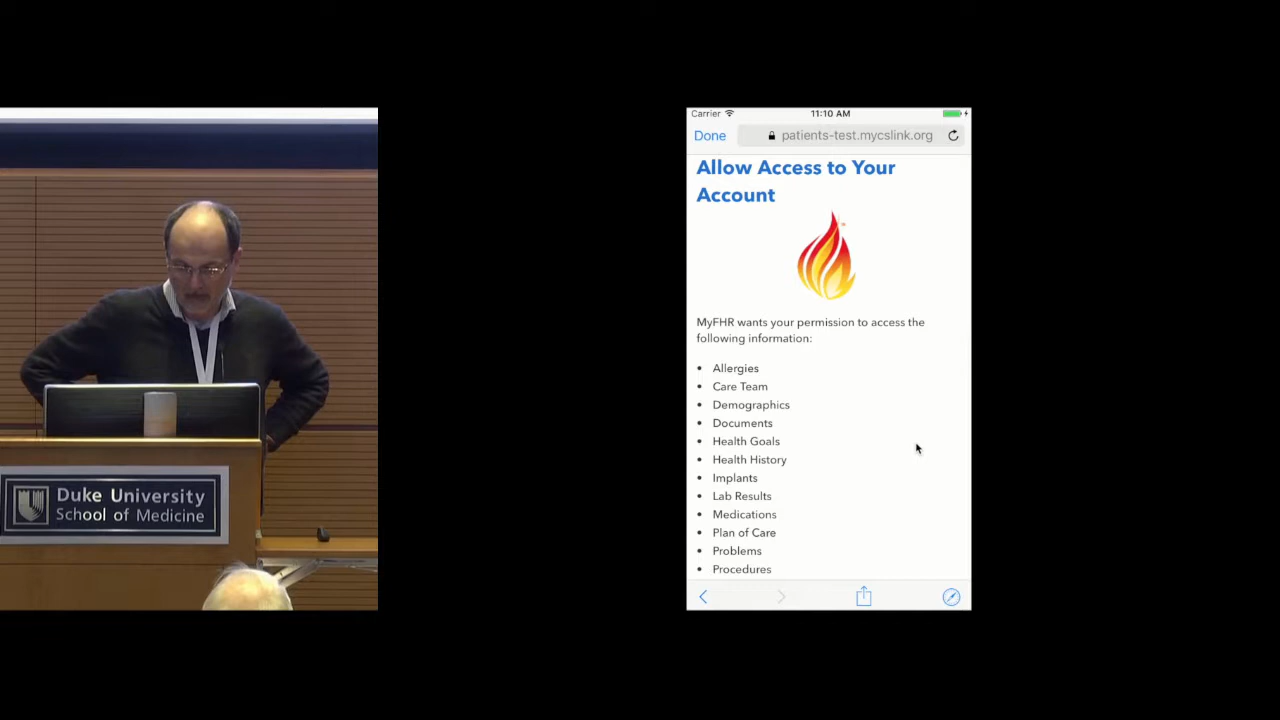 Duke University
School of Medicine
Carrier
11:10 AM
Done
patients-test.mycslink.org
Allow Access to Your
Account
MyFHR wants your permission to access the
following information:
• Allergies
• Care Team
• Demographics
• Documents
• Health Goals
• Health History
• Implants
• Lab Results
• Medications
• Plan of Care
• Problems
• Procedures